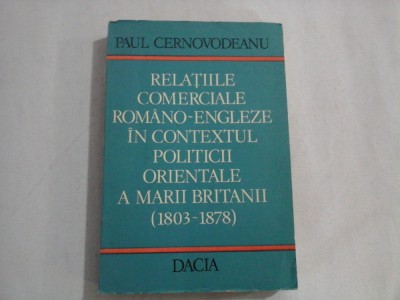 PAUL CERNOVODEANU
RELAȚIILE
COMERCIALE
ROMÂNO-ENGLEZE
ÎN CONTEXTUL
POLITICII
ORIENTALE
A MARII BRITANII
(1803-1878)
DACIA